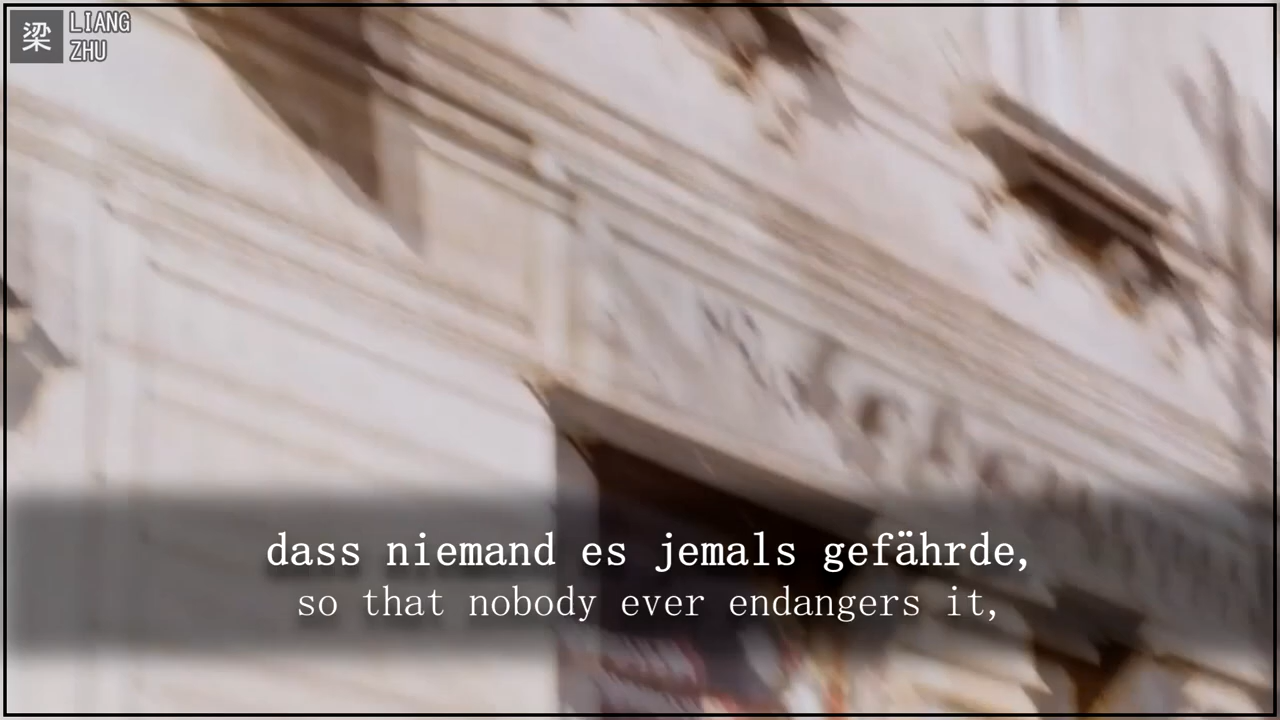 梁
LIANG
ZHU
dass niemand es jemals gefährde,
so that nobody ever endangers it,